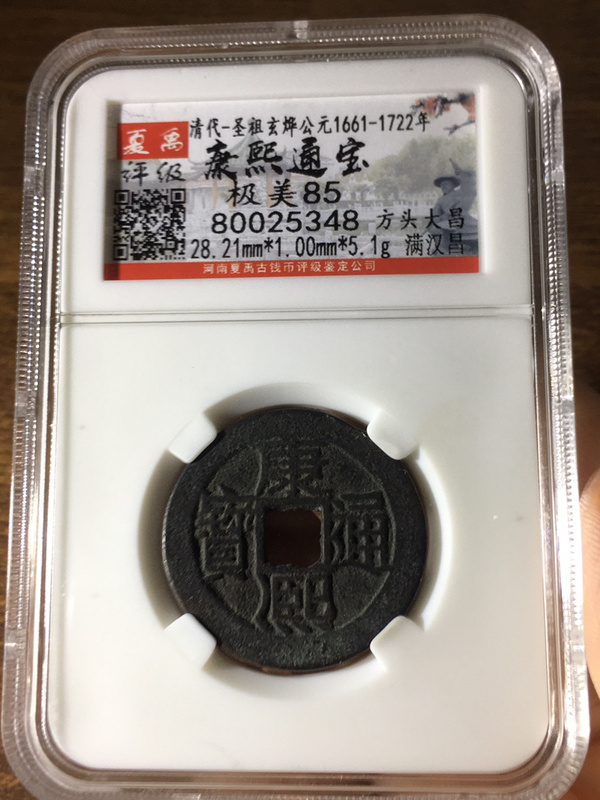 夏禹
评级
清代-圣祖玄烨公元1661-1722年
康熙通宝
极美85
80025348 方头大昌
28.21mm*1.00mm*5.1g 满汉昌
河南夏禹古钱币评级鉴定公司
康熙通寶